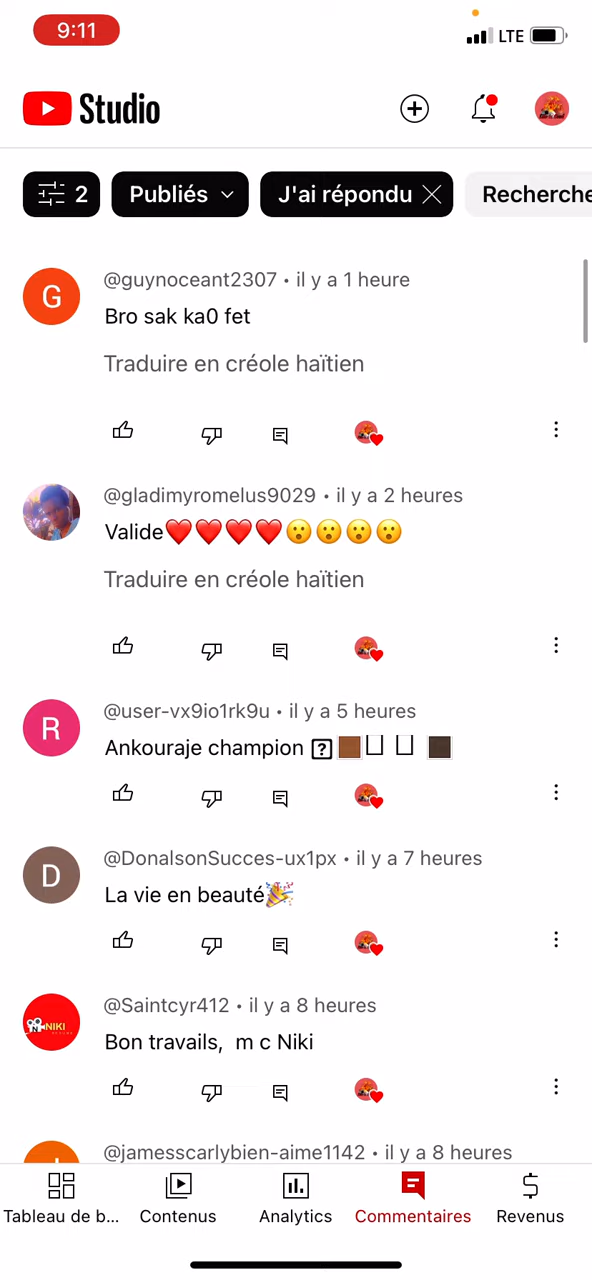 9:11
LTE
Studio
2
Publiés
J'ai répondu
Recherche
G
@guynoceant2307 • il y a 1 heure
Bro sak ka0 fet
Traduire en créole haïtien
@gladimyromelus9029 • il y a 2 heures
Valide❤️❤️❤️❤️😮😮😮😮
Traduire en créole haïtien
R
@user-vx9io1rk9u • il y a 5 heures
Ankouraje champion
D
@DonalsonSucces-ux1px • il y a 7 heures
La vie en beauté🎉
NIKI
@Saintcyr412 • il y a 8 heures
Bon travails,  m c Niki
@jamesscarlybien-aime1142 • il y a 8 heures
Tableau de b...
Contenus
Analytics
Commentaires
Revenus